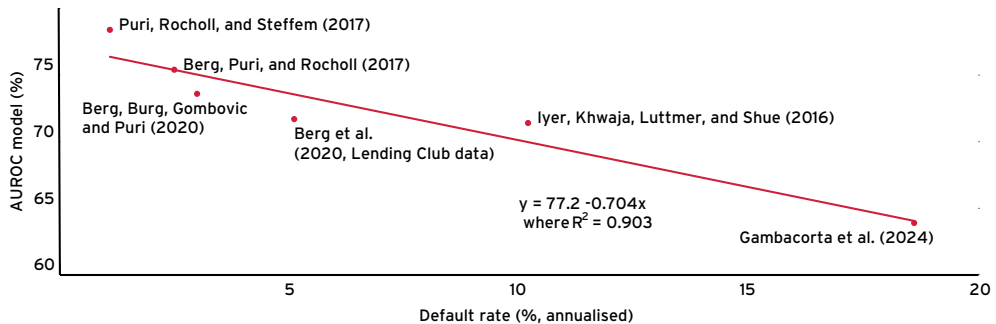 Puri, Rocholl, and Steffem (2017)
Berg, Puri, and Rocholl (2017)
Berg, Burg, Gombovic
and Puri (2020)
Berg et al.
(2020, Lending Club data)
Iyer, Khwaja, Luttmer, and Shue (2016)
y = 77.2 -0.704x
where R² = 0.903
Gambacorta et al. (2024)
AUROC model (%)
75
70
65
60
5
10
15
20
Default rate (%, annualised)